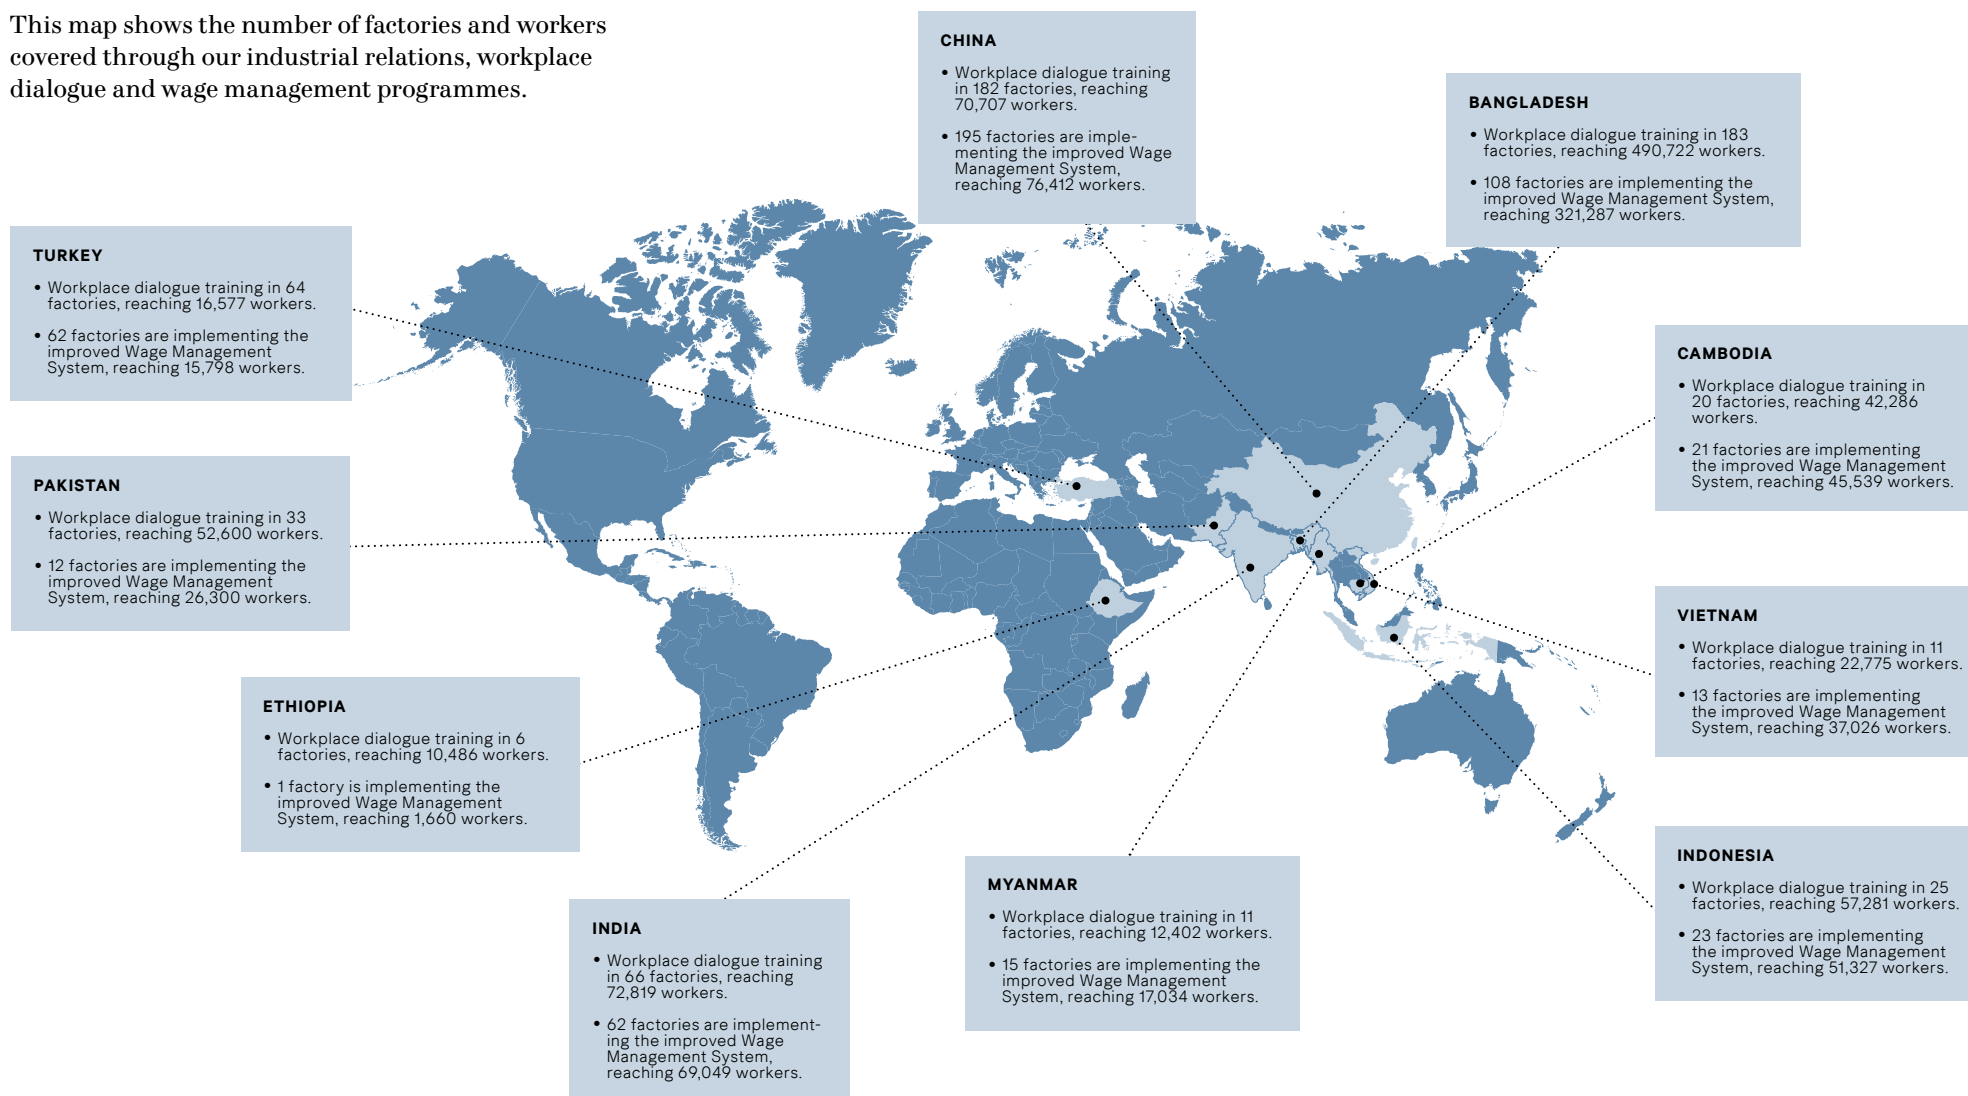 This map shows the number of factories and workers
covered through our industrial relations, workplace
dialogue and wage management programmes.
CHINA
• Workplace dialogue training
in 182 factories, reaching
70,707 workers.
• 195 factories are imple-
menting the improved Wage
Management System,
reaching 76,412 workers.
BANGLADESH
• Workplace dialogue training in 183
factories, reaching 490,722 workers.
• 108 factories are implementing the
improved Wage Management System,
reaching 321,287 workers.
TURKEY
• Workplace dialogue training in 64
factories, reaching 16,577 workers.
• 62 factories are implementing the
improved Wage Management
System, reaching 15,798 workers.
CAMBODIA
• Workplace dialogue training in
20 factories, reaching 42,286
workers.
• 21 factories are implementing
the improved Wage Management
System, reaching 45,539 workers.
PAKISTAN
• Workplace dialogue training in 33
factories, reaching 52,600 workers.
• 12 factories are implementing the
improved Wage Management
System, reaching 26,300 workers.
VIETNAM
• Workplace dialogue training in 11
factories, reaching 22,775 workers.
• 13 factories are implementing
the improved Wage Management
System, reaching 37,026 workers.
ETHIOPIA
• Workplace dialogue training in 6
factories, reaching 10,486 workers.
• 1 factory is implementing the
improved Wage Management
System, reaching 1,660 workers.
INDONESIA
• Workplace dialogue training in 25
factories, reaching 57,281 workers.
• 23 factories are implementing
the improved Wage Management
System, reaching 51,327 workers.
MYANMAR
• Workplace dialogue training in 11
factories, reaching 12,402 workers.
• 15 factories are implementing the
improved Wage Management
System, reaching 17,034 workers.
INDIA
• Workplace dialogue training
in 66 factories, reaching
72,819 workers.
• 62 factories are implement-
ing the improved Wage
Management System,
reaching 69,049 workers.